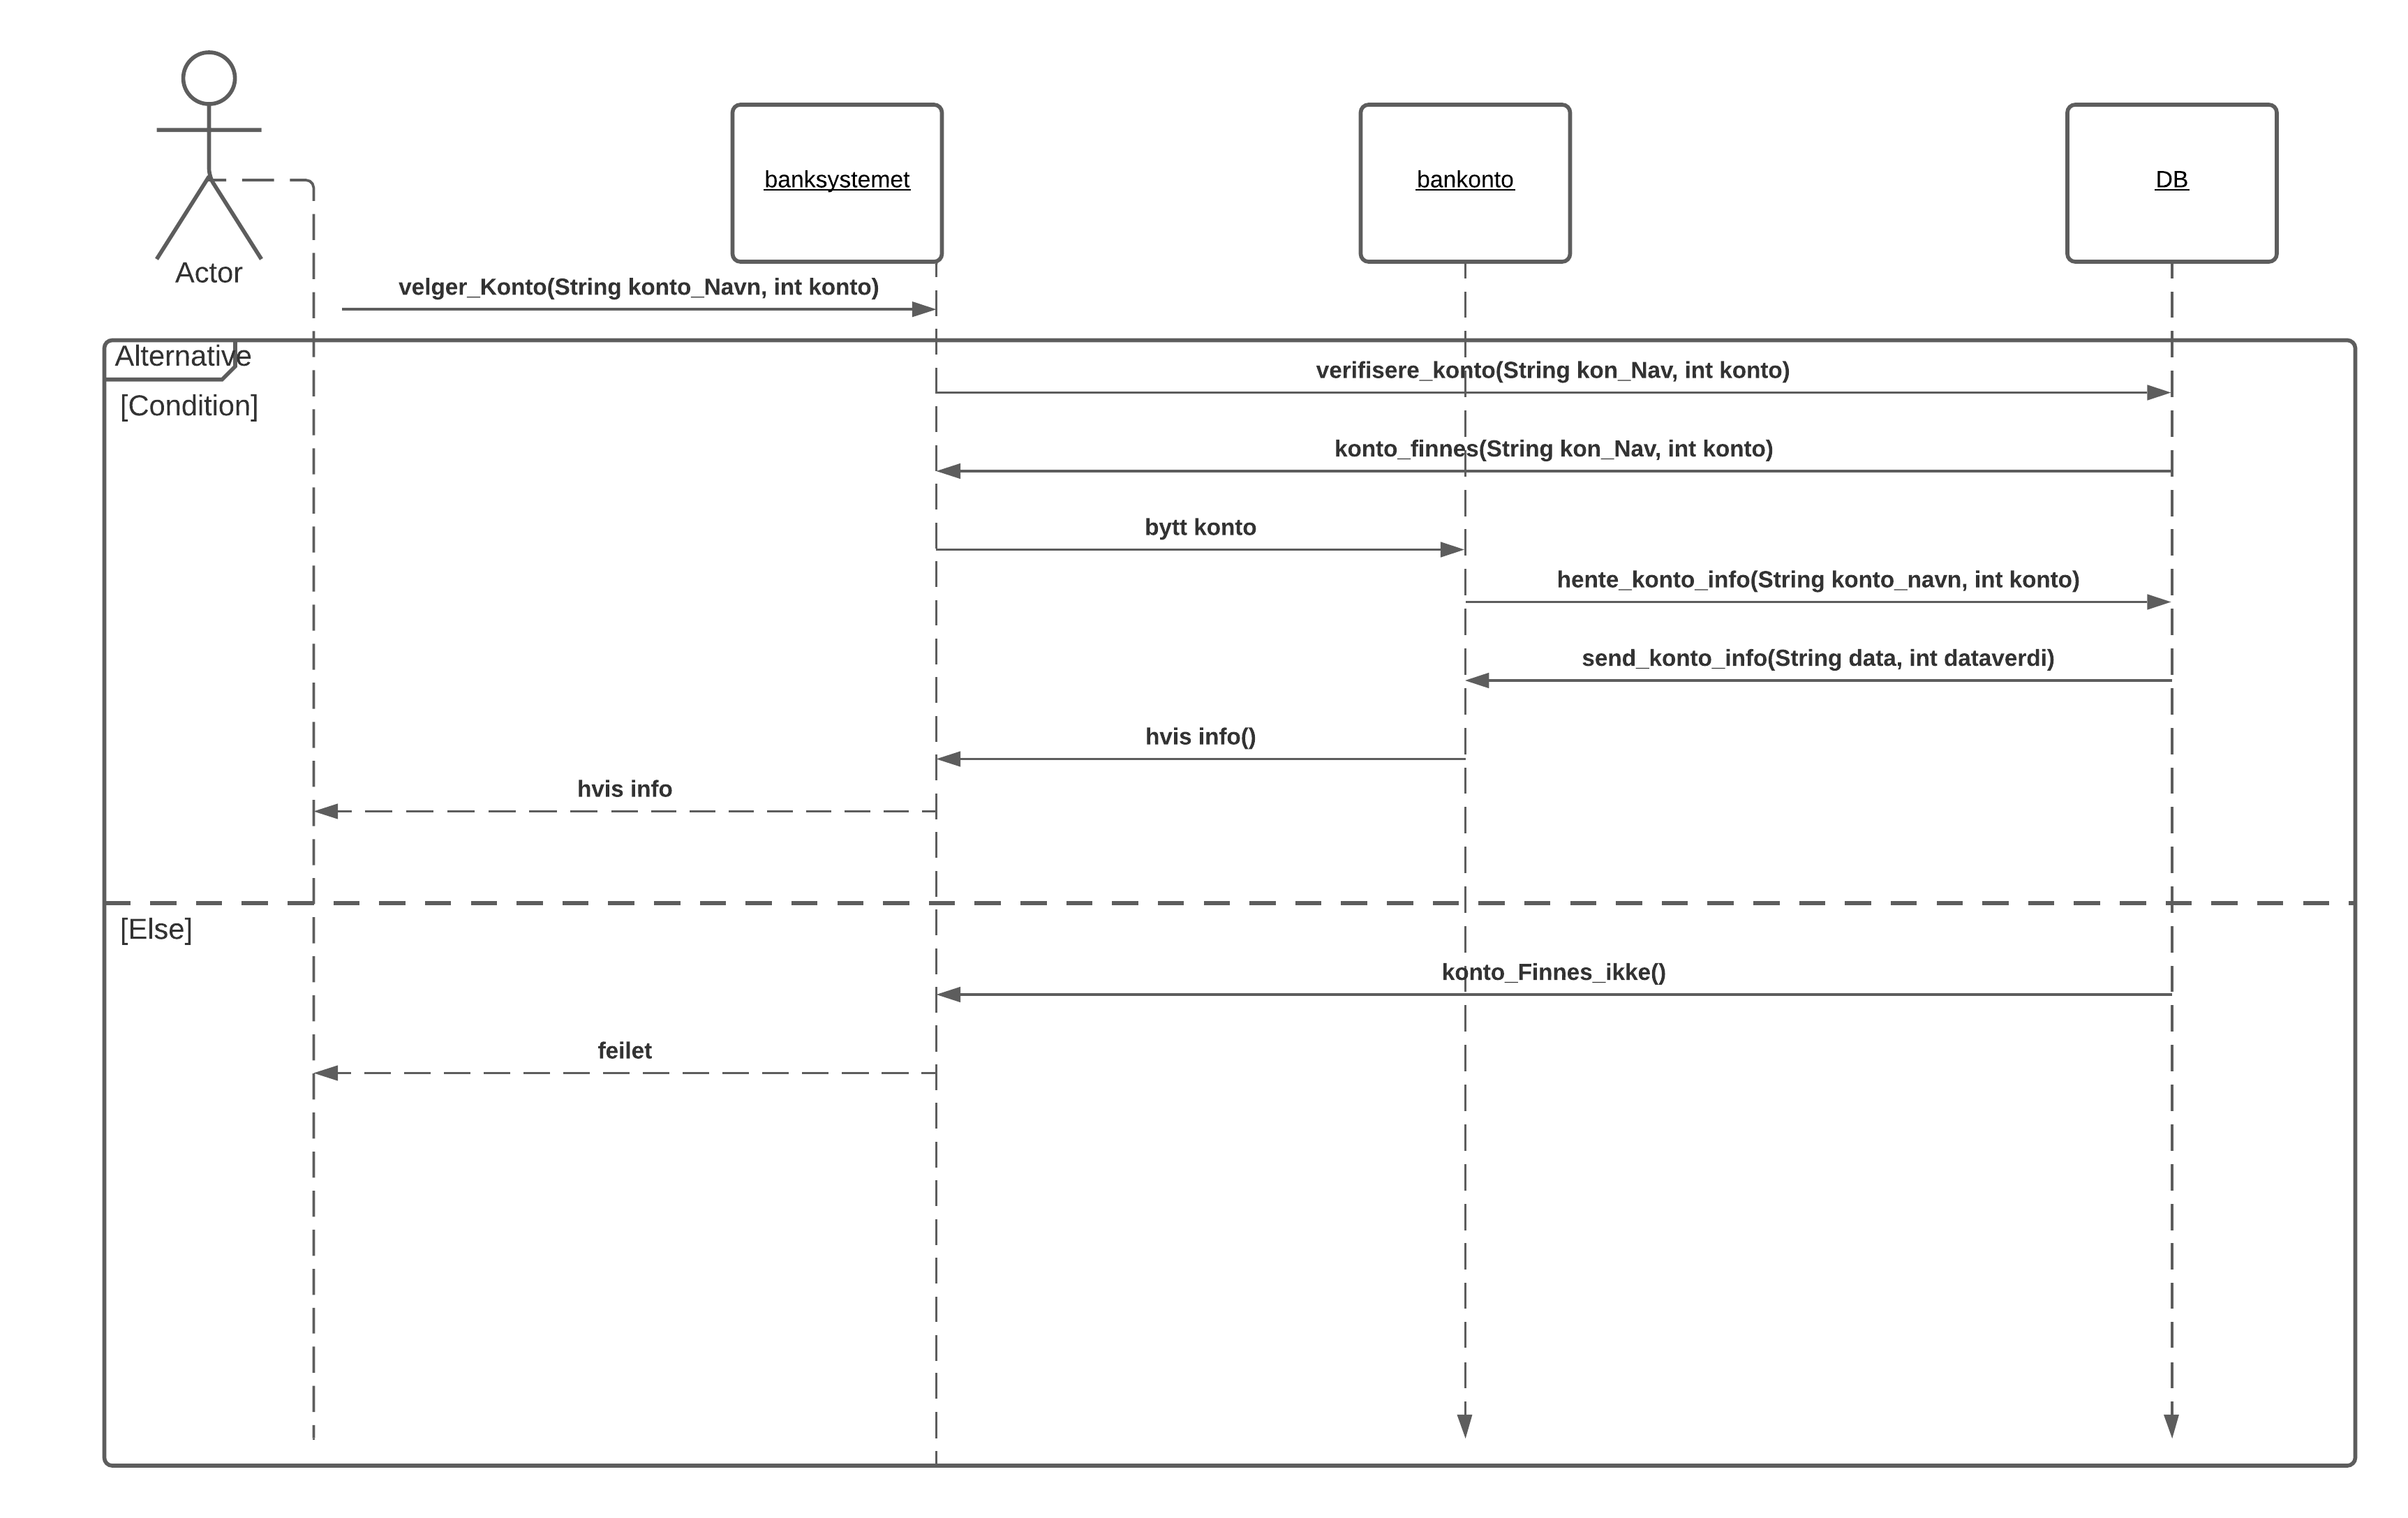 banksystemet
bankonto
DB
Actor
velger_Konto(String konto_Navn, int konto)
Alternative
verifisere_konto(String kon_Nav, int konto)
[Condition]
konto_finnes(String kon_Nav, int konto)
bytt konto
hente_konto_info(String konto_navn, int konto)
send_konto_info(String data, int dataverdi)
hvis info()
hvis info
[Else]
konto_Finnes_ikke()
feilet